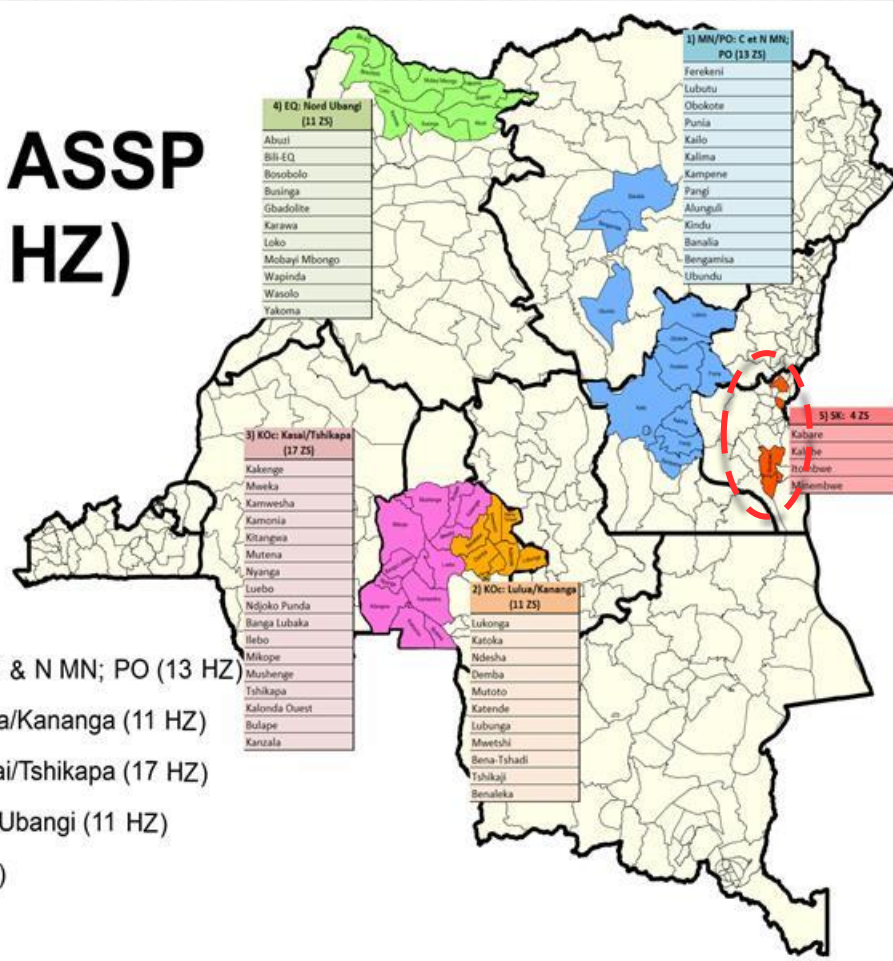 ASSP
HZ)
1) MN/PO: C et N MN;
PO (13 ZS)
Ferekeni
Lubutu
Obokote
Punia
Kailo
Kalima
Kampene
Pangi
Alunguli
Kindu
Banalia
Bengamisa
Ubundu
4) EQ: Nord Ubangi
(11 ZS)
Abuzi
Bili-EQ
Bosobolo
Businga
Gbadolite
Karawa
Loko
Mobayi Mbongo
Wapinda
Wasolo
Yakoma
5) SK: 4 ZS
Kabare
Itombwe
Minembwe
3) KOc: Kasai/Tshikapa
(17 ZS)
Kakenge
Mweka
Kamwesha
Kamonia
Kitangwa
Mutena
Nyanga
Luebo
Ndjoko Punda
Banga Lubaka
Ilebo
Mikope
Mushenge
Tshikapa
Kalonda Ouest
Bulape
Kanzala
2) KOc: Lulua/Kananga
(11 ZS)
Lukonga
Katoka
Ndesha
Demba
Mutoto
Katende
Lubunga
Mwetshi
Bena-Tshadi
Tshikaji
Benaleka
& N MN; PO (13 HZ)
a/Kananga (11 HZ)
ai/Tshikapa (17 HZ)
Ubangi (11 HZ)
)